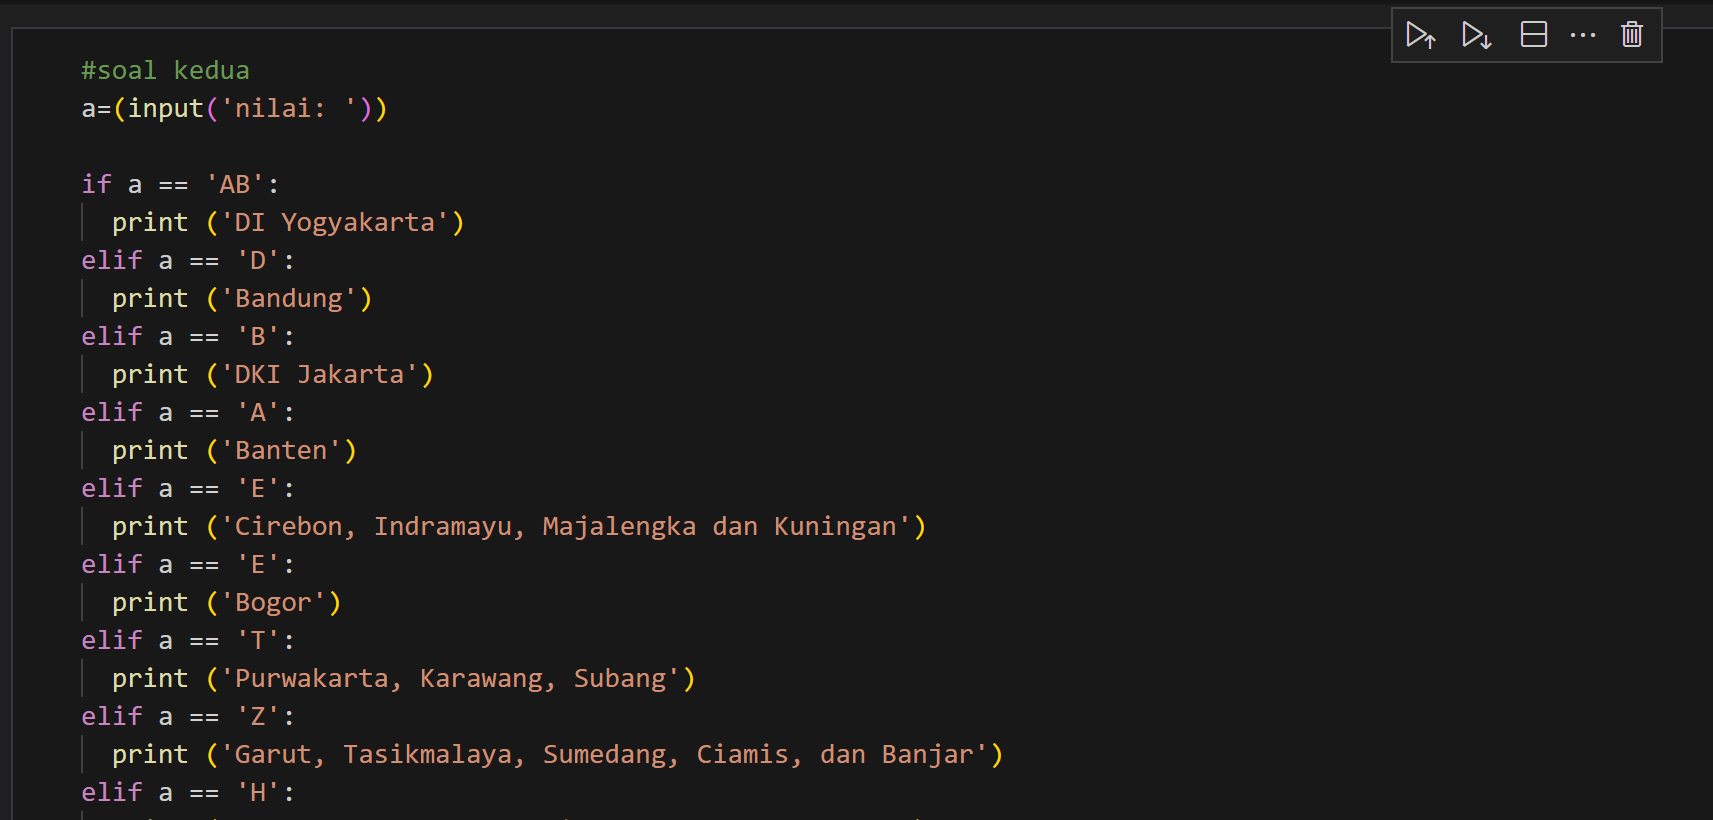 #soal kedua
a=(input('nilai: '))
if a == 'AB':
print ('DI Yogyakarta')
elif a == 'D':
print ('Bandung')
elif a == 'B':
print ('DKI Jakarta')
elif a == 'A':
print ('Banten')
elif a == 'E':
print ('Cirebon, Indramayu, Majalengka dan Kuningan')
elif a == 'E':
print ('Bogor')
elif a == 'T':
print ('Purwakarta, Karawang, Subang')
elif a == 'Z':
print ('Garut, Tasikmalaya, Sumedang, Ciamis, dan Banjar')
elif a == 'H':